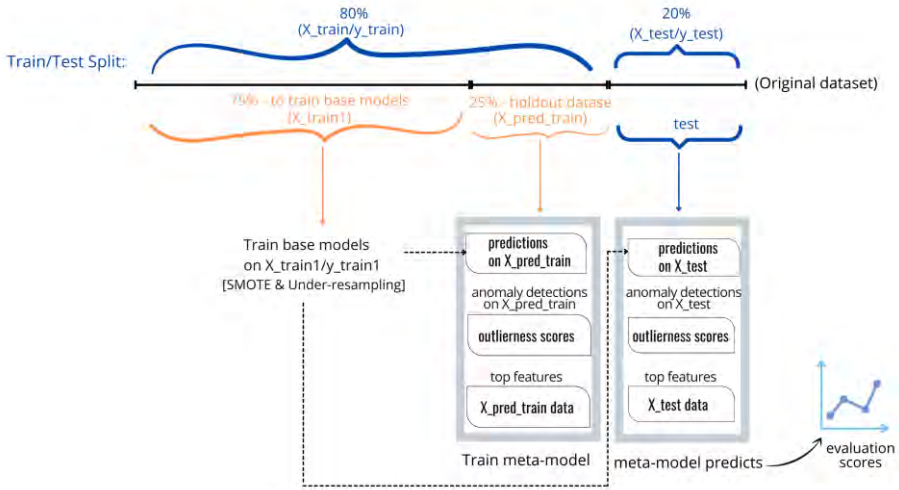 80%
(X_train/y_train)
20%
(X_test/y_test)
Train/Test Split:
(Original dataset)
75% - to train base models
(X_train1)
25% - holdout datase
(X_pred_train)
test
Train base models
on X_train1/y_train1
[SMOTE & Under-resampling]
predictions
on X_pred_train
anomaly detections
on X_pred_train
outlierness scores
top features
X_pred_train data
Train meta-model
predictions
on X_test
anomaly detections
on X_test
outlierness scores
top features
X_test data
meta-model predicts
evaluation
scores